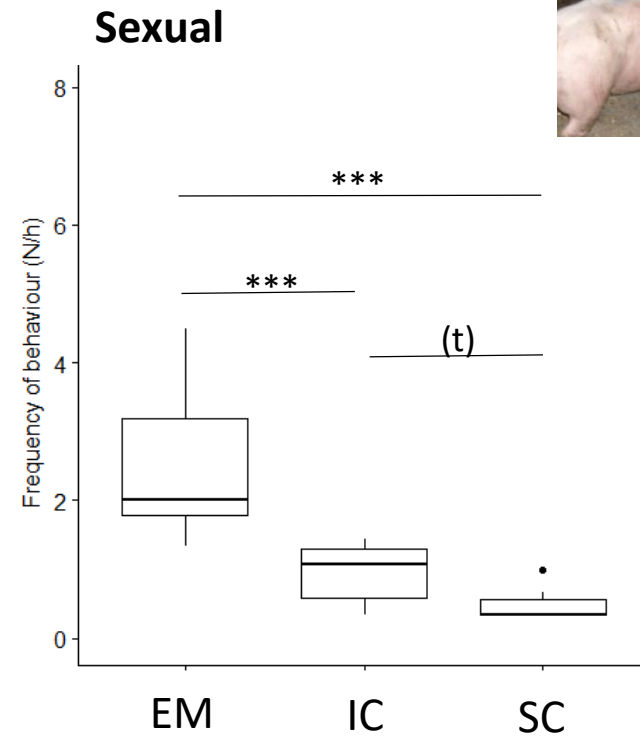 Sexual
8
***
6
***
(t)
4
2
0
Frequency of behaviour (N/h)
EM IC SC